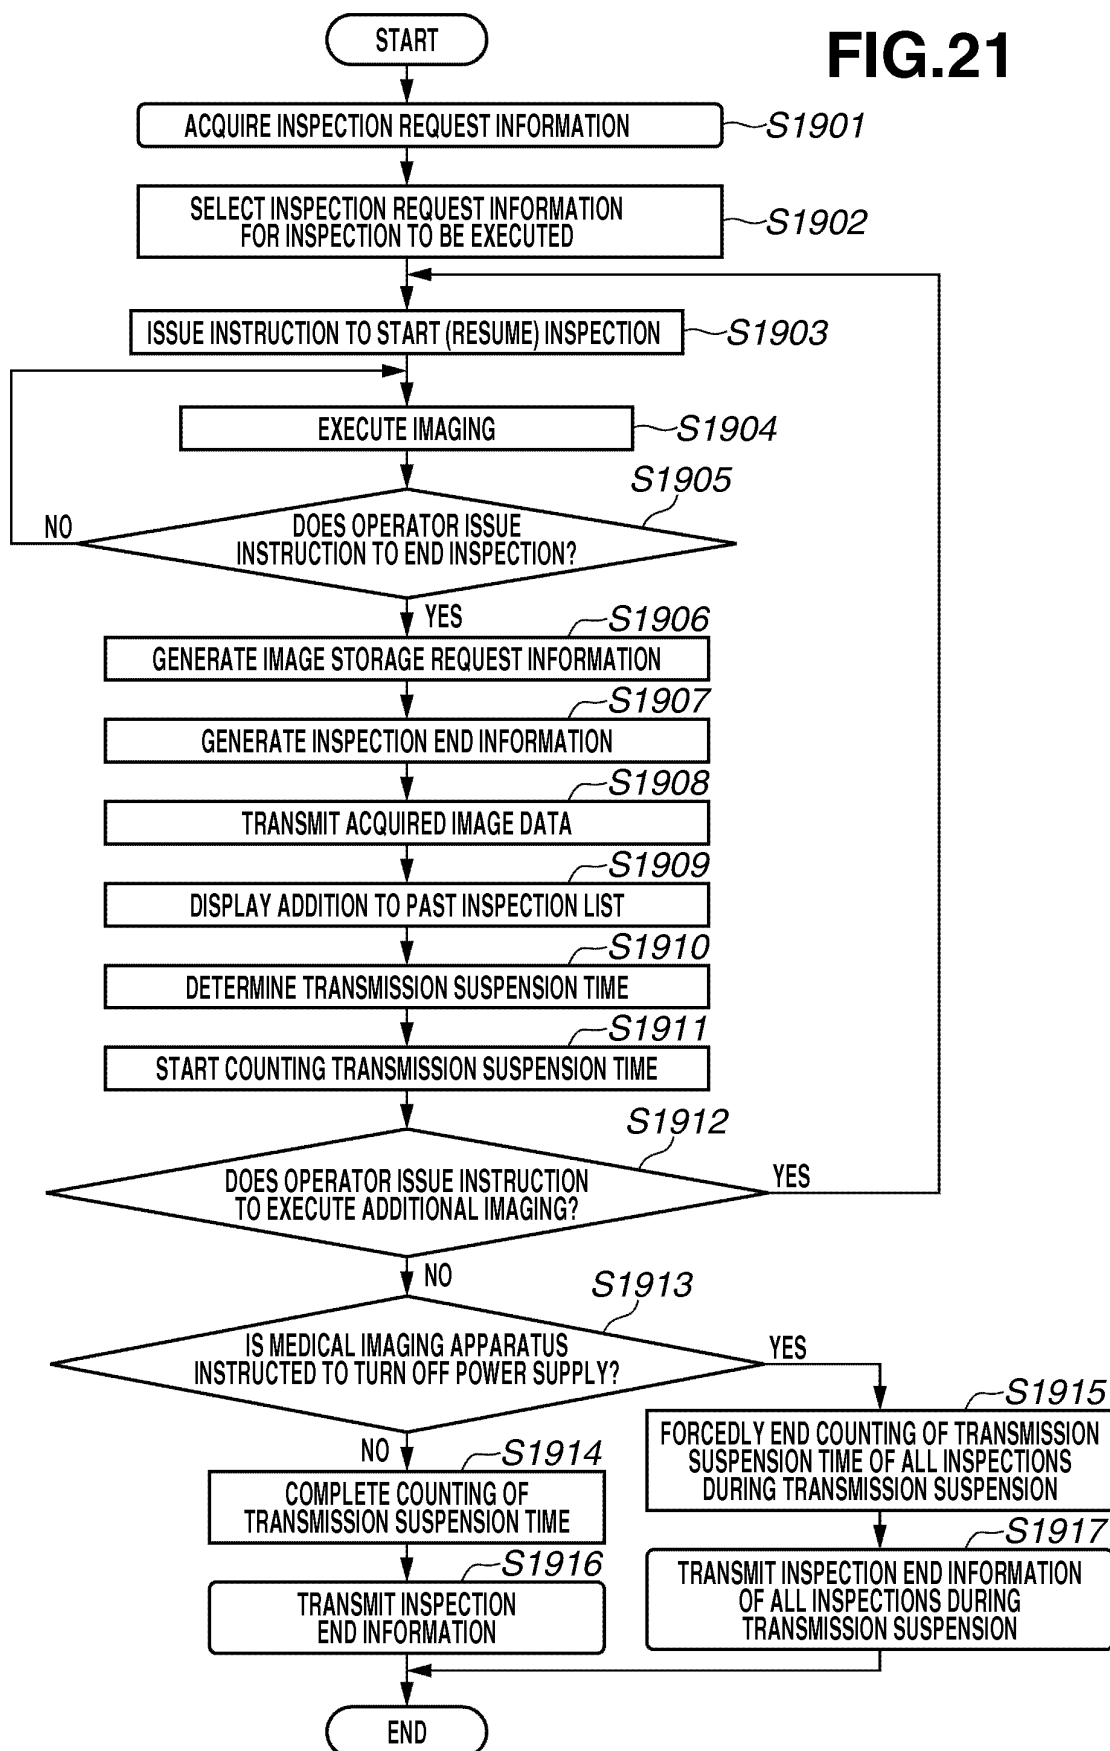 START
FIG.21
ACQUIRE INSPECTION REQUEST INFORMATION
S1901
SELECT INSPECTION REQUEST INFORMATION
FOR INSPECTION TO BE EXECUTED
S1902
ISSUE INSTRUCTION TO START (RESUME) INSPECTION
S1903
EXECUTE IMAGING
S1904
S1905
DOES OPERATOR ISSUE
INSTRUCTION TO END INSPECTION?
NO
YES
S1906
GENERATE IMAGE STORAGE REQUEST INFORMATION
S1907
GENERATE INSPECTION END INFORMATION
S1908
TRANSMIT ACQUIRED IMAGE DATA
S1909
DISPLAY ADDITION TO PAST INSPECTION LIST
S1910
DETERMINE TRANSMISSION SUSPENSION TIME
S1911
START COUNTING TRANSMISSION SUSPENSION TIME
S1912
DOES OPERATOR ISSUE INSTRUCTION
TO EXECUTE ADDITIONAL IMAGING?
YES
NO
S1913
IS MEDICAL IMAGING APPARATUS
INSTRUCTED TO TURN OFF POWER SUPPLY?
YES
NO
S1914
COMPLETE COUNTING OF
TRANSMISSION SUSPENSION TIME
S1915
FORCEDLY END COUNTING OF TRANSMISSION
SUSPENSION TIME OF ALL INSPECTIONS
DURING TRANSMISSION SUSPENSION
S1916
TRANSMIT INSPECTION
END INFORMATION
S1917
TRANSMIT INSPECTION END INFORMATION
OF ALL INSPECTIONS DURING
TRANSMISSION SUSPENSION
END